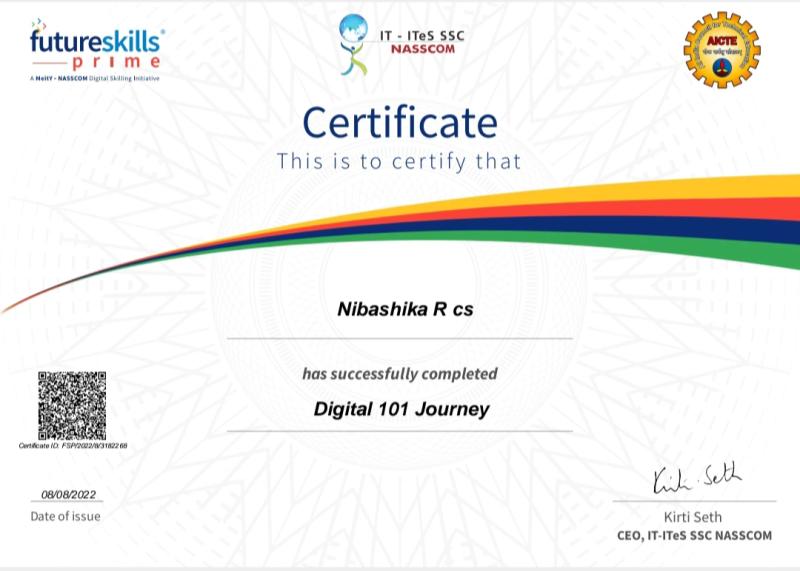 futureskills
prime
A MeitY - NASSCOM Digital Skilling Initiative
IT - ITeS SSC
NASSCOM
AICTE
Certificate
This is to certify that
Nibashika R cs
has successfully completed
Digital 101 Journey
Certificate ID: FSP/2022/8/3182268
08/08/2022
Date of issue
Kirti Seth
Kirti Seth
CEO, IT-ITeS SSC NASSCOM